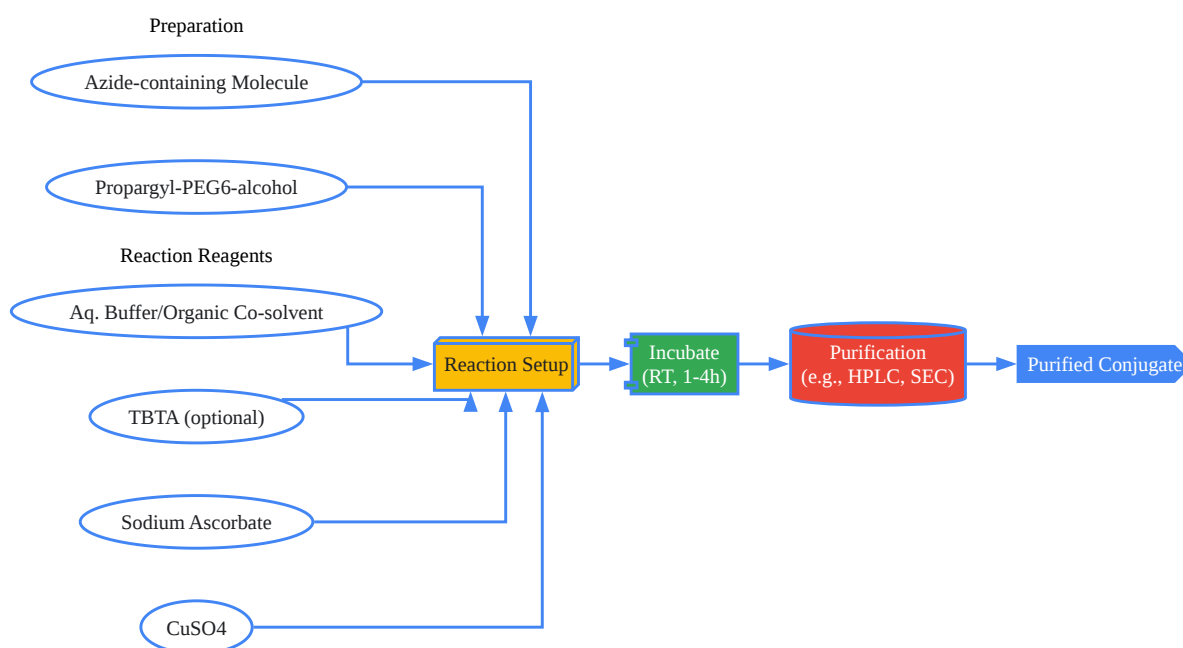 Preparation
Azide-containing Molecule
Propargyl-PEG6-alcohol
Reaction Reagents
Aq. Buffer/Organic Co-solvent
TBTA (optional)
Sodium Ascorbate
CuSO4
Reaction Setup
Incubate
(RT, 1-4h)
Purification
(e.g., HPLC, SEC)
Purified Conjugate